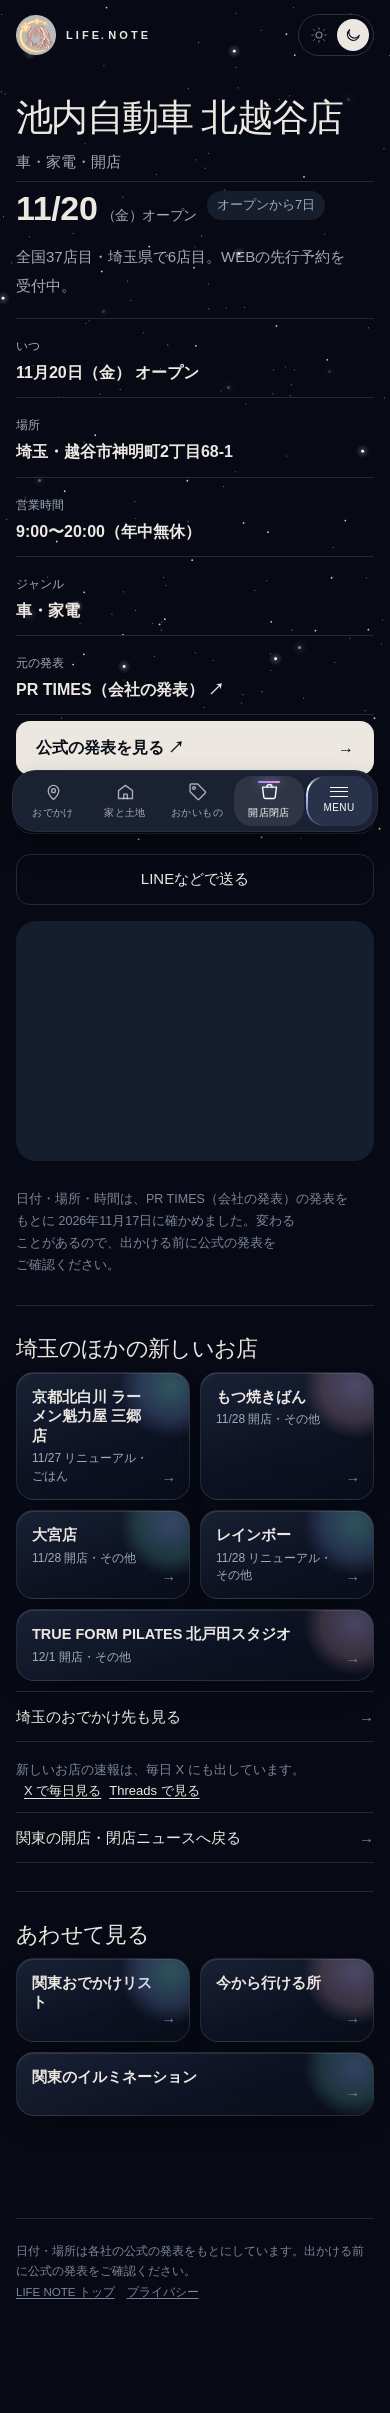 LIFE.NOTE
池内自動車 北越谷店
車・家電・開店
11/20 （金）オープン オープンから7日
全国37店目・埼玉県で6店目。WEBの先行予約を
受付中。
いつ
11月20日（金） オープン
場所
埼玉・越谷市神明町2丁目68-1
営業時間
9:00〜20:00（年中無休）
ジャンル
車・家電
元の発表
PR TIMES（会社の発表） ↗
公式の発表を見る ↗ →
おでかけ 家と土地 おかいもの 開店閉店 MENU
LINEなどで送る
日付・場所・時間は、PR TIMES（会社の発表）の発表を
もとに 2026年11月17日に確かめました。変わる
ことがあるので、出かける前に公式の発表を
ご確認ください。
埼玉のほかの新しいお店
京都北白川 ラー
メン魁力屋 三郷
店
11/27 リニューアル・
ごはん →
もつ焼きばん
11/28 開店・その他
→
大宮店
11/28 開店・その他
→
レインボー
11/28 リニューアル・
その他 →
TRUE FORM PILATES 北戸田スタジオ
12/1 開店・その他 →
埼玉のおでかけ先も見る →
新しいお店の速報は、毎日 X にも出しています。
X で毎日見る Threads で見る
関東の開店・閉店ニュースへ戻る →
あわせて見る
関東おでかけリス
ト →
今から行ける所
→
関東のイルミネーション
→
日付・場所は各社の公式の発表をもとにしています。出かける前
に公式の発表をご確認ください。
LIFE NOTE トップ プライバシー